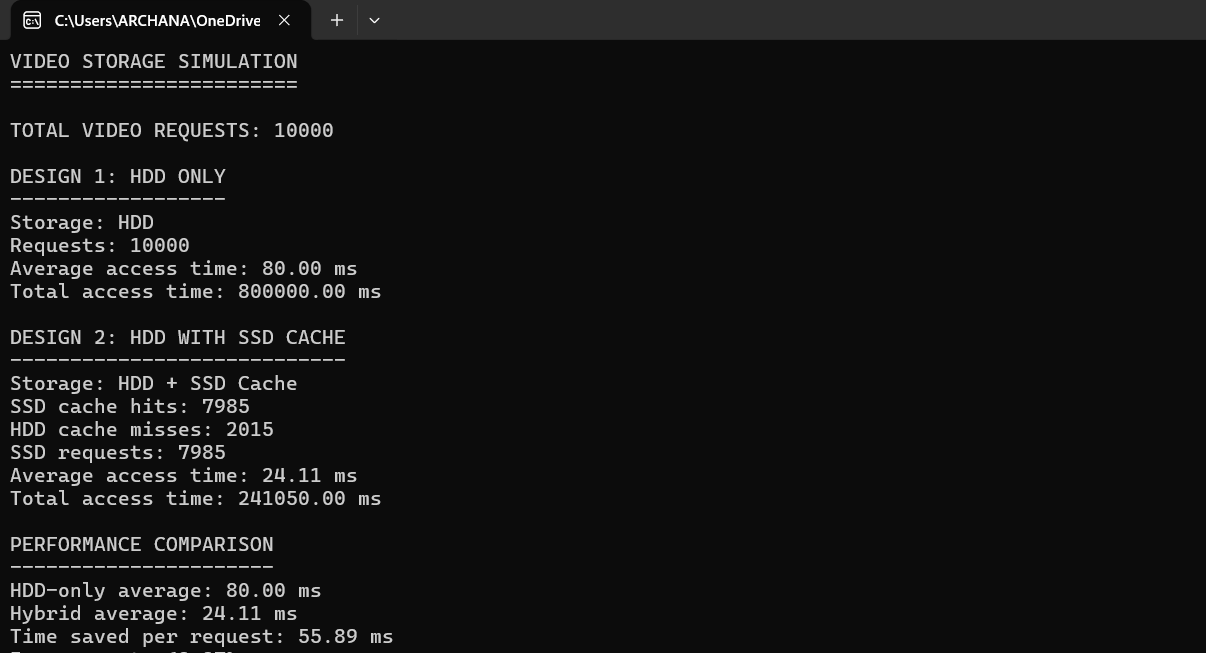 C:\Users\ARCHANA\OneDrive
VIDEO STORAGE SIMULATION
========================
TOTAL VIDEO REQUESTS: 10000
DESIGN 1: HDD ONLY
------------------
Storage: HDD
Requests: 10000
Average access time: 80.00 ms
Total access time: 800000.00 ms
DESIGN 2: HDD WITH SSD CACHE
----------------------------
Storage: HDD + SSD Cache
SSD cache hits: 7985
HDD cache misses: 2015
SSD requests: 7985
Average access time: 24.11 ms
Total access time: 241050.00 ms
PERFORMANCE COMPARISON
----------------------
HDD-only average: 80.00 ms
Hybrid average: 24.11 ms
Time saved per request: 55.89 ms